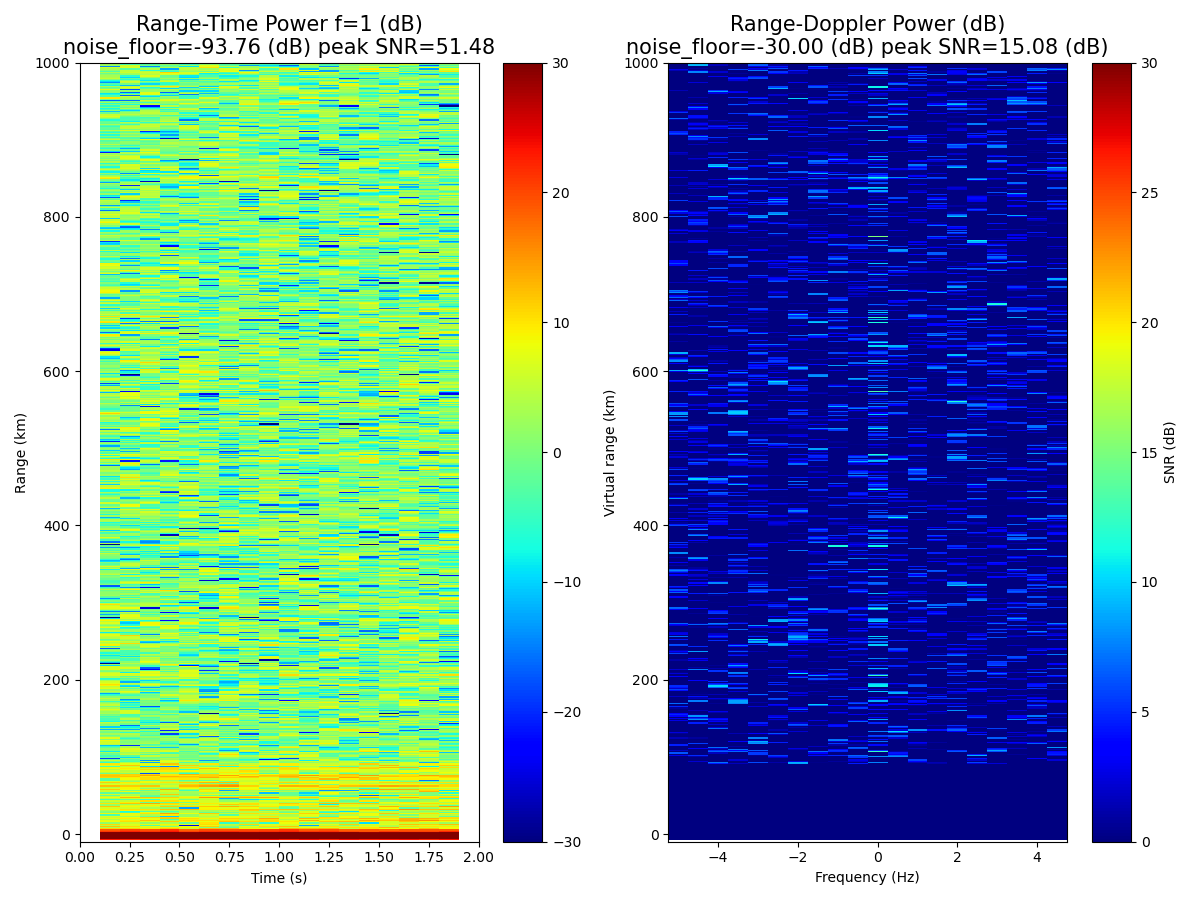 Range-Time Power f=1 (dB)
noise_floor=-93.76 (dB) peak SNR=51.48
1000
800
600
400
200
0
Range (km)
0.00 0.25 0.50 0.75 1.00 1.25 1.50 1.75 2.00
Time (s)
30
20
10
0
−10
−20
−30
Range-Doppler Power (dB)
noise_floor=-30.00 (dB) peak SNR=15.08 (dB)
1000
800
600
400
200
0
Virtual range (km)
−4 −2 0 2 4
Frequency (Hz)
30
25
20
15
10
5
0
SNR (dB)